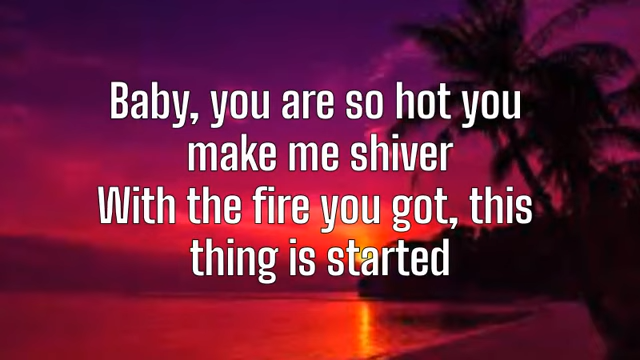 Baby, you are so hot you
make me shiver
With the fire you got, this
thing is started